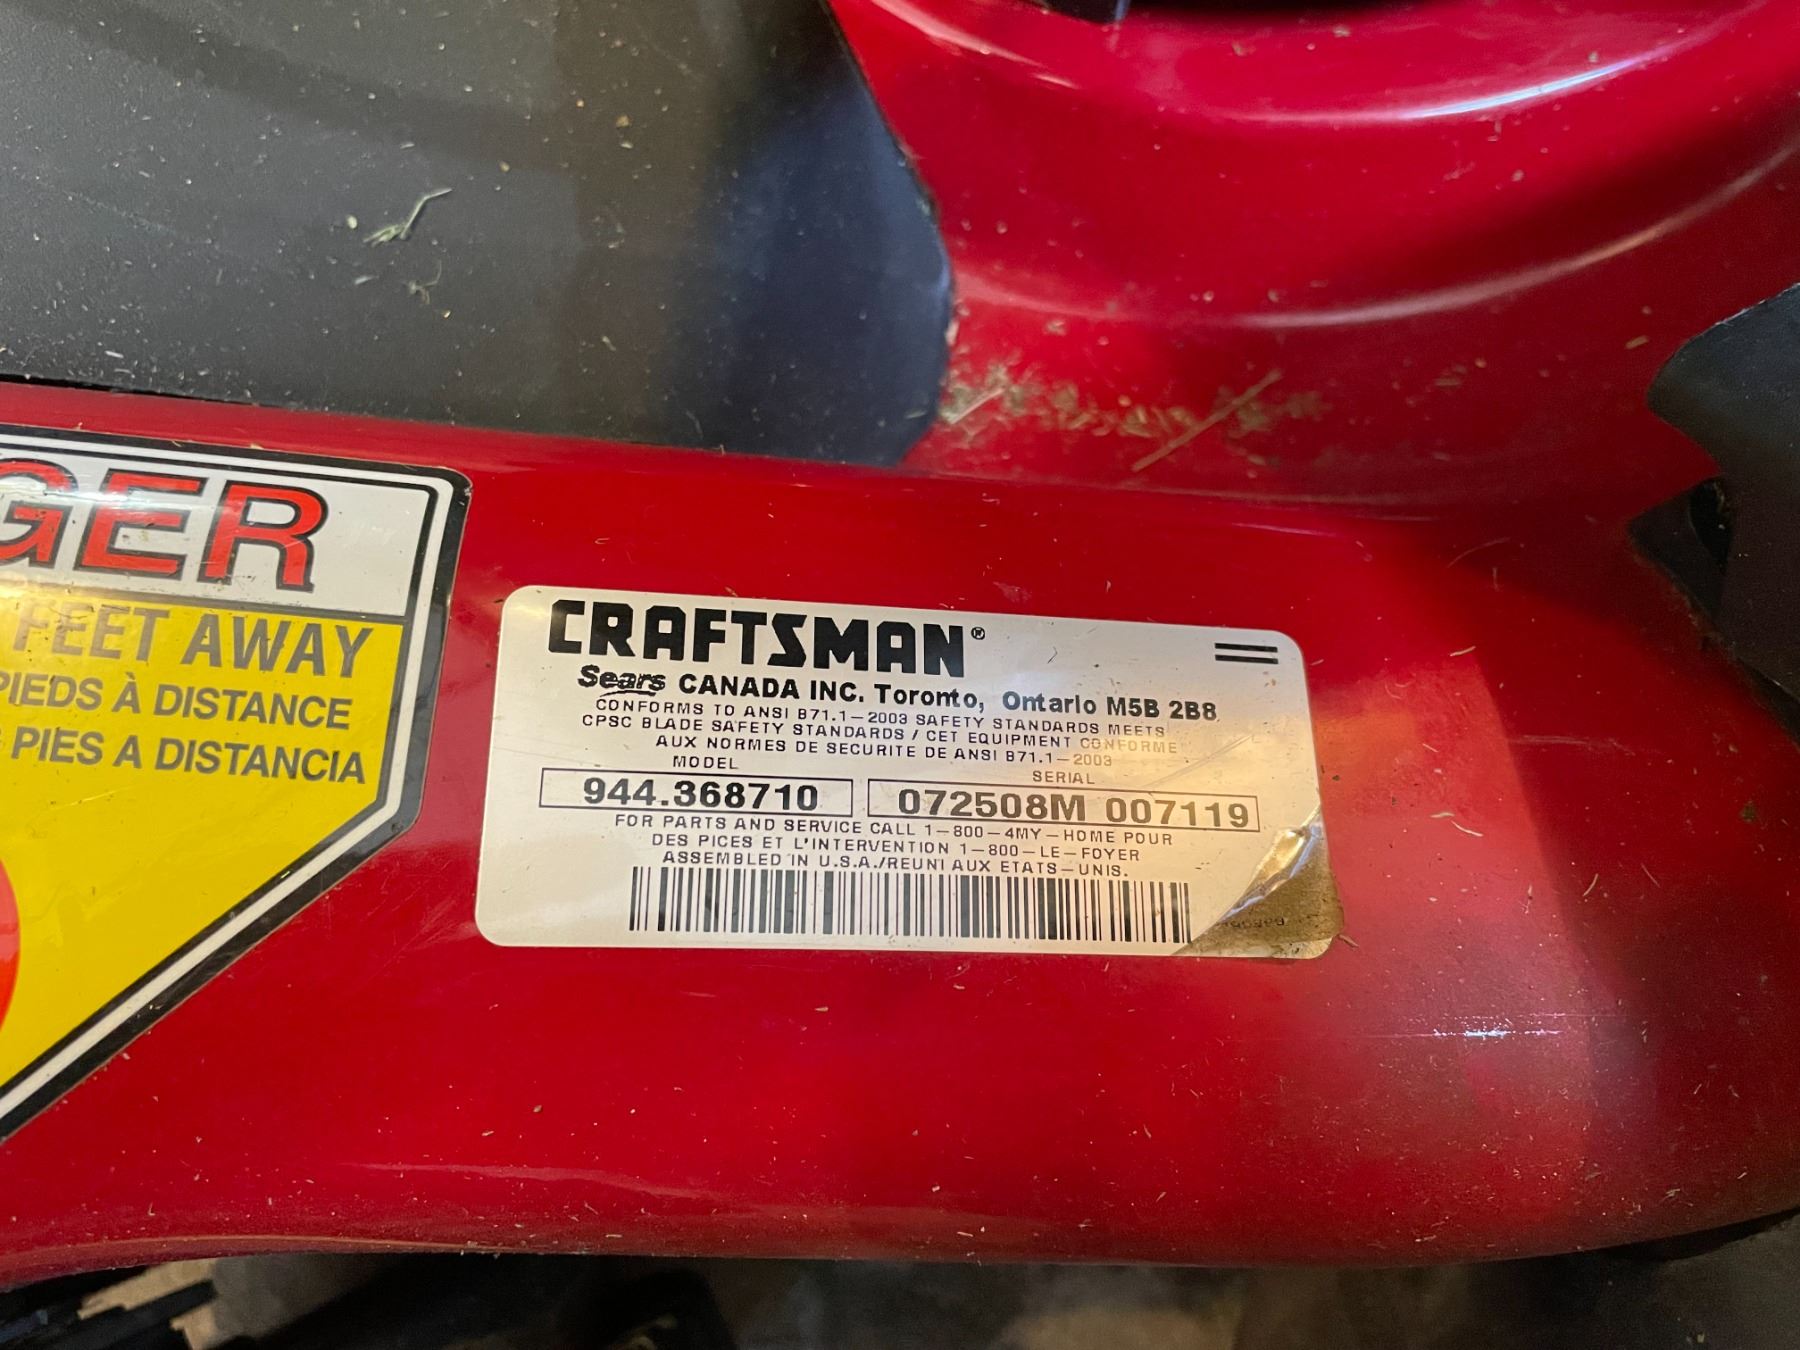 GER
FEET AWAY
PIEDS À DISTANCE
PIES A DISTANCIA
CRAFTSMAN®
Sears CANADA INC. Toronto, Ontario M5B 2B8
CONFORMS TO ANSI B71.1-2003 SAFETY STANDARDS MEETS
CPSC BLADE SAFETY STANDARDS / CET EQUIPMENT CONFORME
AUX NORMES DE SECURITE DE ANSI B71.1-2003
MODEL SERIAL
944.368710 072508M 007119
FOR PARTS AND SERVICE CALL 1-800-4MY-HOME POUR
DES PICES ET L'INTERVENTION 1-800-LE-FOYER
ASSEMBLED IN U.S.A./REUNI AUX ETATS-UNIS.